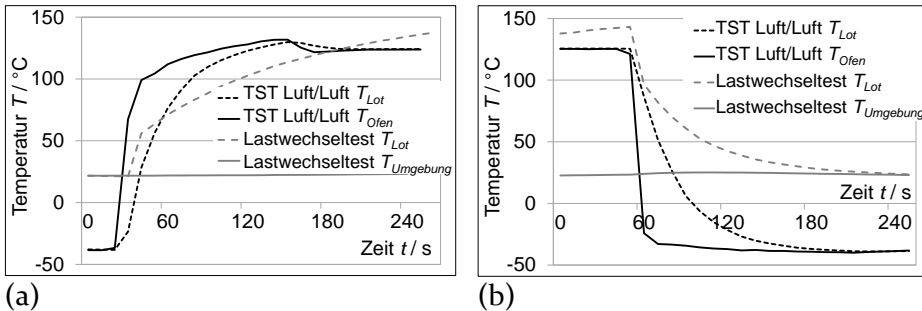 150
100
50
0
-50
Temperatur T / °C
0 60 120 180 240
Zeit t / s
TST Luft/Luft T_Lot
TST Luft/Luft T_Ofen
Lastwechseltest T_Lot
Lastwechseltest T_Umgebung
(a)
150
100
50
0
-50
Temperatur T / °C
0 60 120 180 240
Zeit t / s
TST Luft/Luft T_Lot
TST Luft/Luft T_Ofen
Lastwechseltest T_Lot
Lastwechseltest T_Umgebung
(b)